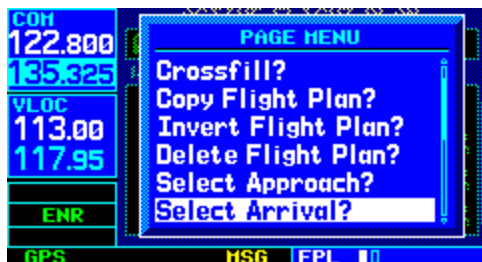 COM
122.800
135.325
VLOC
113.00
117.95
ENR
GPS
PAGE MENU
Crossfill?
Copy Flight Plan?
Invert Flight Plan?
Delete Flight Plan?
Select Approach?
Select Arrival?
MSG
FPL